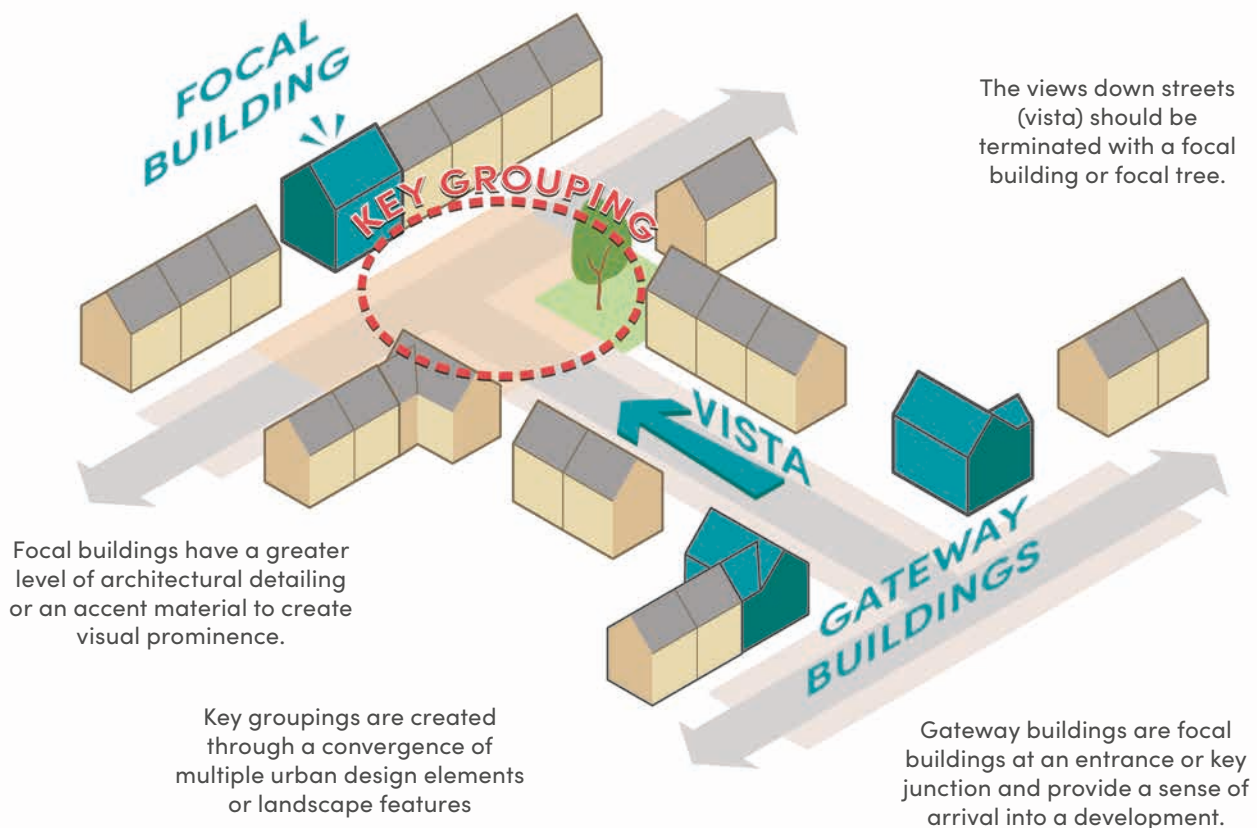 FOCAL
BUILDING
KEY GROUPING
The views down streets
(vista) should be
terminated with a focal
building or focal tree.
VISTA
GATEWAY
BUILDINGS
Focal buildings have a greater
level of architectural detailing
or an accent material to create
visual prominence.
Key groupings are created
through a convergence of
multiple urban design elements
or landscape features
Gateway buildings are focal
buildings at an entrance or key
junction and provide a sense of
arrival into a development.